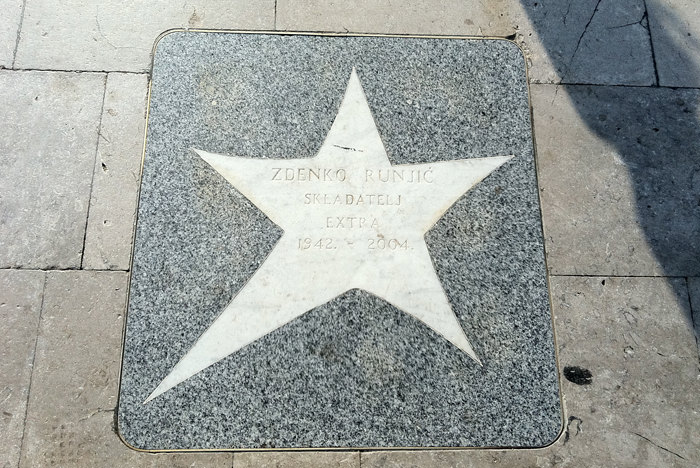 ZDENKO RUNJIĆ
SKLADATELJ
EXTRA
1942. - 2004.